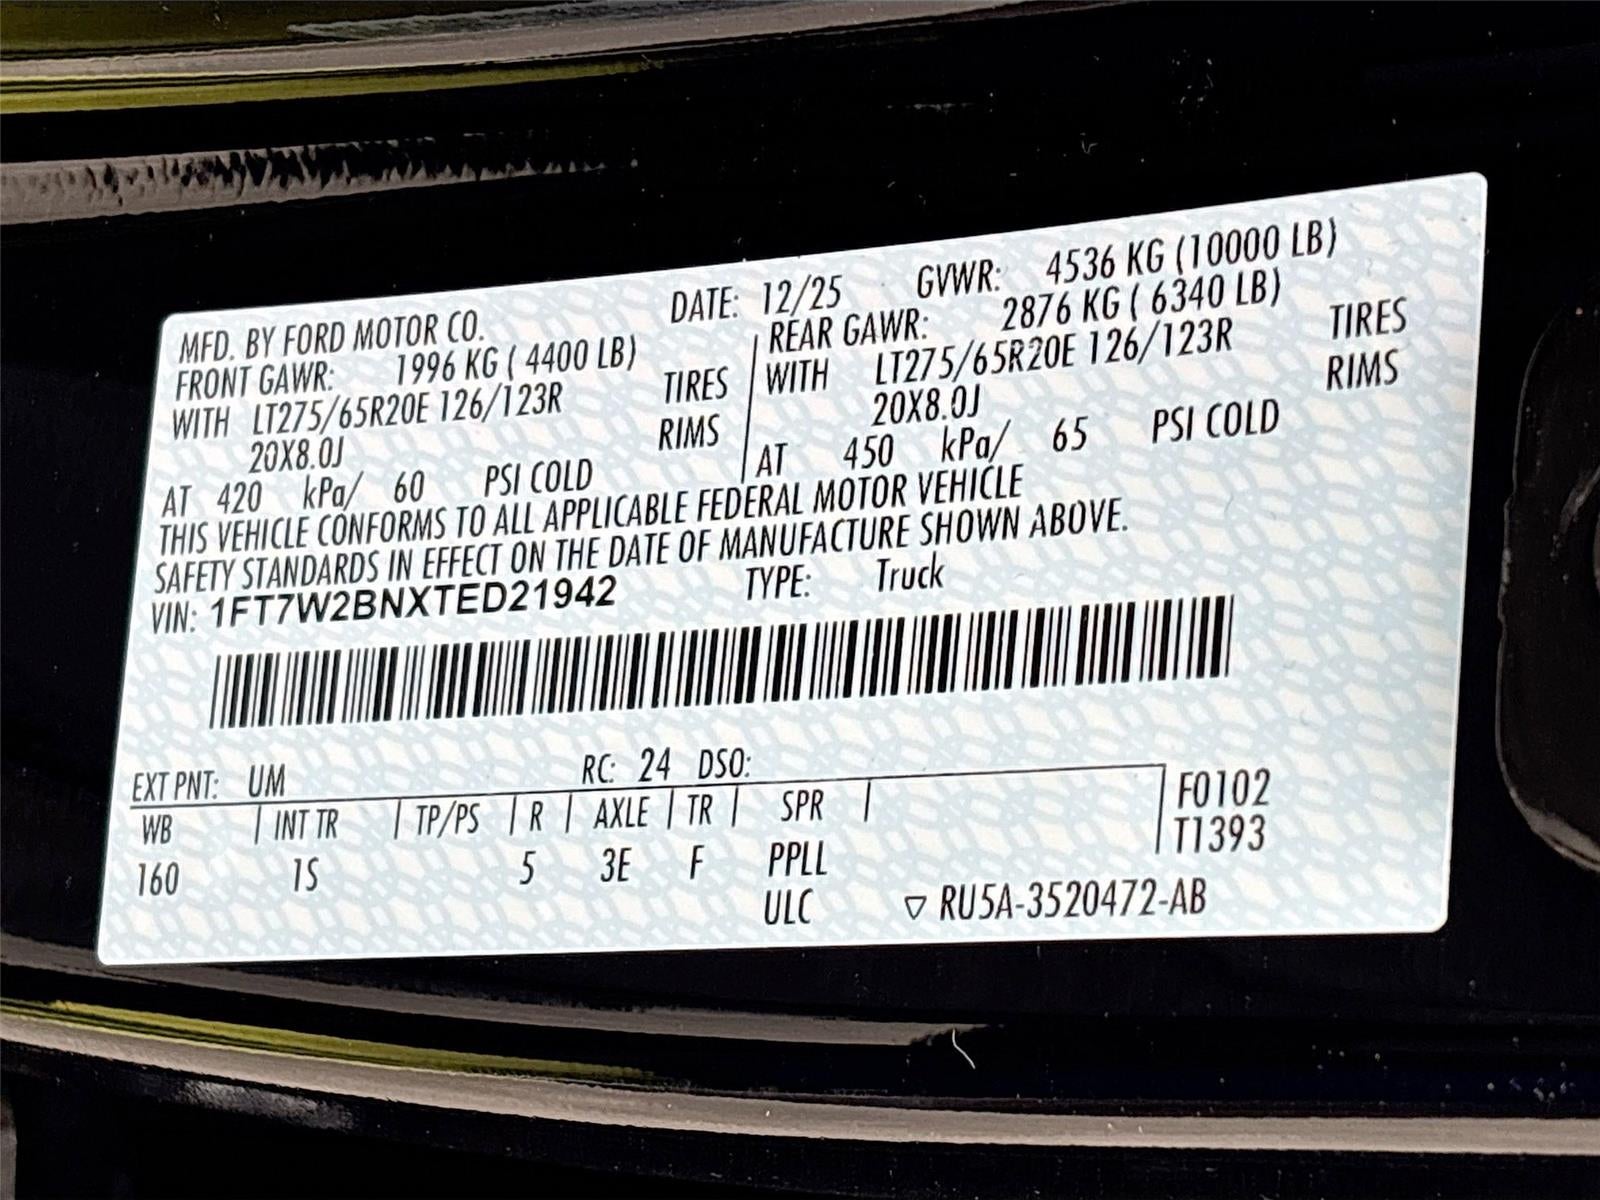 MFD. BY FORD MOTOR CO. DATE: 12/25 GVWR: 4536 KG (10000 LB)
FRONT GAWR: 1996 KG ( 4400 LB) REAR GAWR: 2876 KG ( 6340 LB)
WITH LT275/65R20E 126/123R TIRES WITH LT275/65R20E 126/123R TIRES
20X8.0J RIMS 20X8.0J RIMS
AT 420 kPa/ 60 PSI COLD AT 450 kPa/ 65 PSI COLD
THIS VEHICLE CONFORMS TO ALL APPLICABLE FEDERAL MOTOR VEHICLE
SAFETY STANDARDS IN EFFECT ON THE DATE OF MANUFACTURE SHOWN ABOVE.
VIN: 1FT7W2BNXTED21942 TYPE: Truck
EXT PNT: UM RC: 24 DSO:
WB INT TR TP/PS R AXLE TR SPR F0102
T1393
160 1S 5 3E F PPLL
ULC ▽ RU5A-3520472-AB